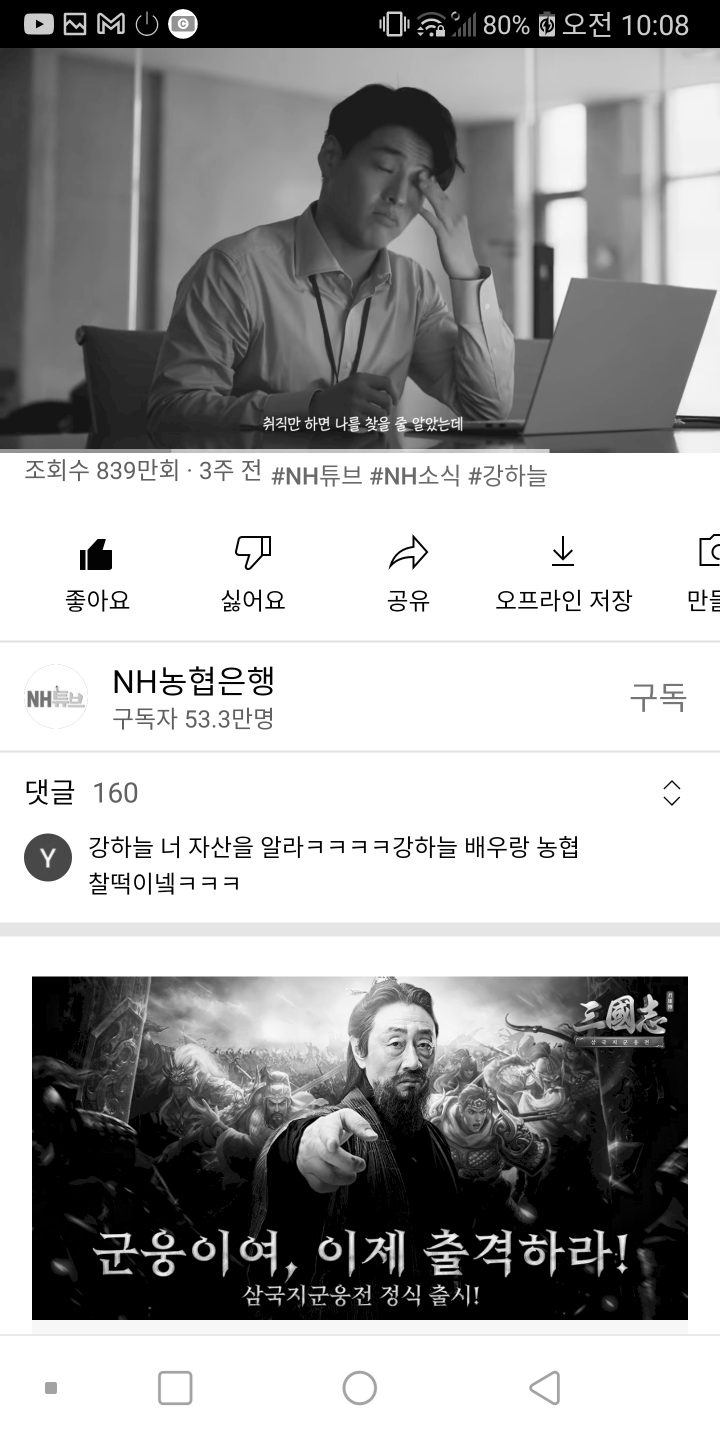 80% 오전 10:08
취직만 하면 나를 찾을 줄 알았는데
조회수 839만회 · 3주 전 #NH튜브 #NH소식 #강하늘
좋아요 싫어요 공유 오프라인 저장 만들
NH튜브
NH농협은행
구독자 53.3만명
구독
댓글 160
Y
강하늘 너 자산을 알라ㅋㅋㅋㅋ강하늘 배우랑 농협
찰떡이넼ㅋㅋㅋ
三國志
삼국지군웅전
군웅이여, 이제 출격하라!
삼국지군웅전 정식 출시!